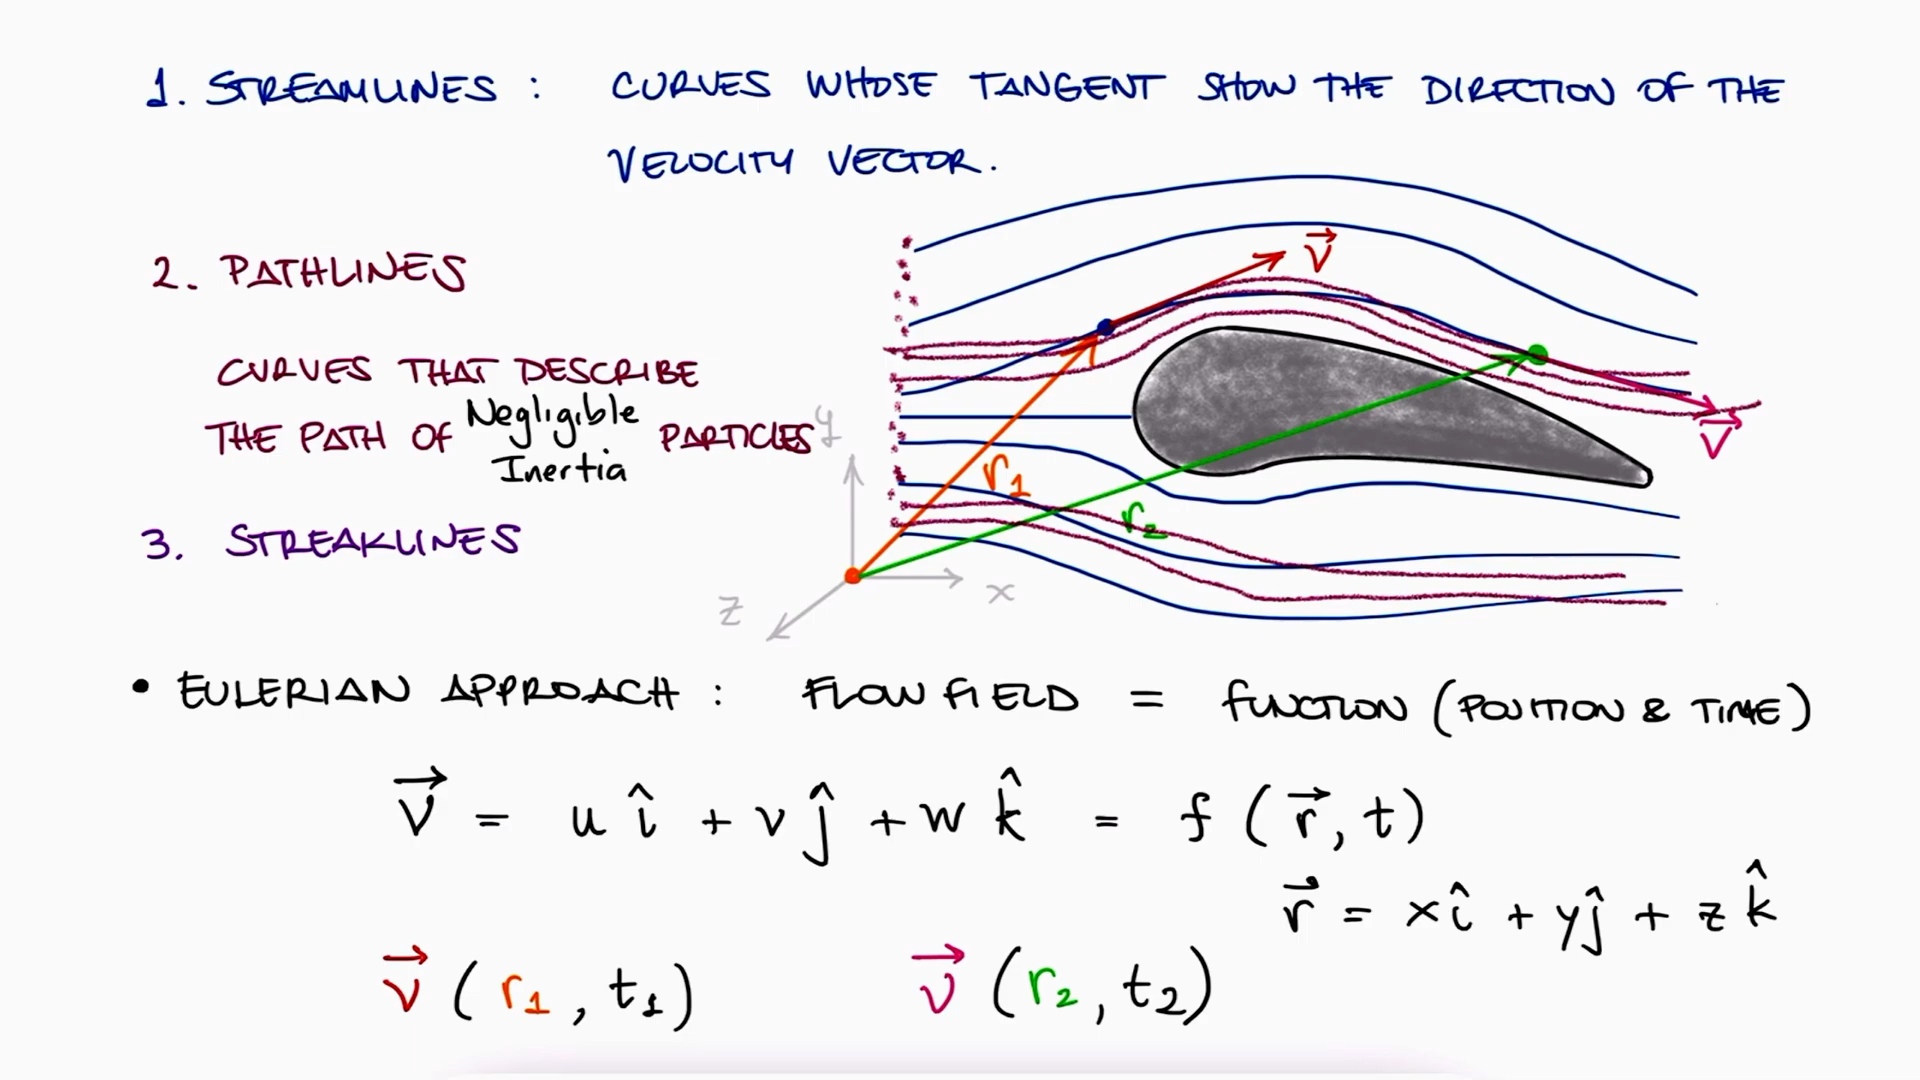 1. STREAMLINES : CURVES WHOSE TANGENT SHOW THE DIRECTION OF THE
VELOCITY VECTOR.
2. PATHLINES
CURVES THAT DESCRIBE
THE PATH OF Negligible Inertia PARTICLES
3. STREAKLINES
y
x
z
r₁
r₂
v⃗
v⃗
• EULERIAN APPROACH : FLOW FIELD = FUNCTION (POSITION & TIME)
v⃗ = u î + v ĵ + w k̂ = f (r⃗, t)
r⃗ = xî + yĵ + z k̂
v⃗ (r₁, t₁) v⃗ (r₂, t₂)